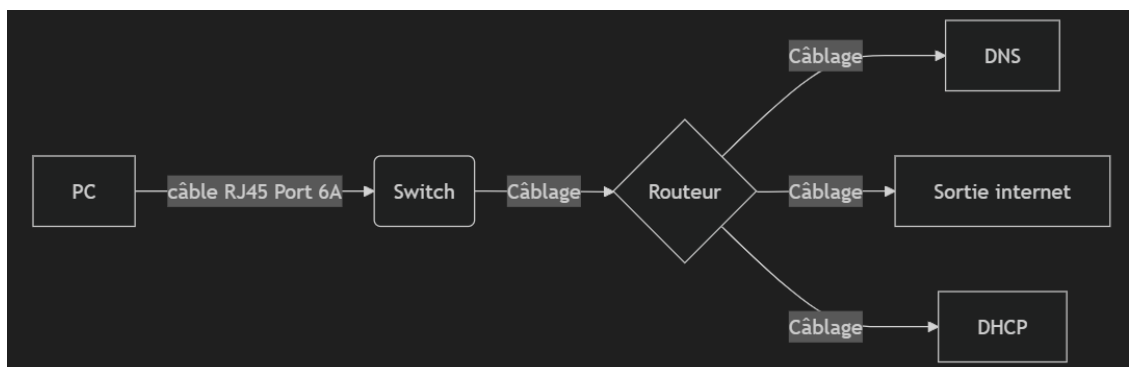 PC
câble RJ45 Port 6A
Switch
Câblage
Routeur
Câblage
DNS
Câblage
Sortie internet
Câblage
DHCP